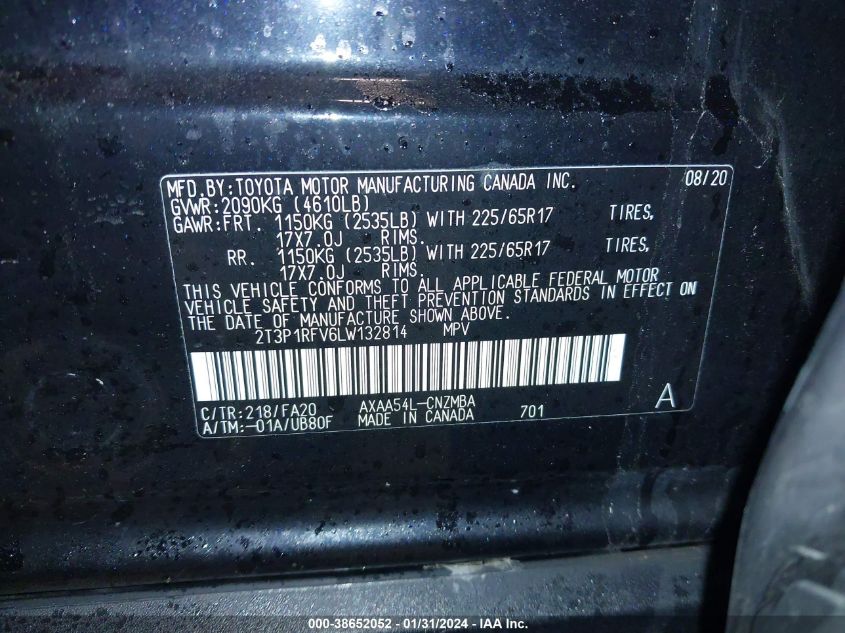 MFD.BY:TOYOTA MOTOR MANUFACTURING CANADA INC. 08/20
GVWR:2090KG (4610LB)
GAWR:FRT. 1150KG (2535LB) WITH 225/65R17 TIRES,
17X7.0J RIMS.
RR. 1150KG (2535LB) WITH 225/65R17 TIRES,
17X7.0J RIMS.
THIS VEHICLE CONFORMS TO ALL APPLICABLE FEDERAL MOTOR
VEHICLE SAFETY AND THEFT PREVENTION STANDARDS IN EFFECT ON
THE DATE OF MANUFACTURE SHOWN ABOVE.
2T3P1RFV6LW132814 MPV
C/TR:218/FA20 AXAA54L-CNZMBA A
A/TM:-01A/UB80F MADE IN CANADA 701
000-38652052 - 01/31/2024 - IAA Inc.